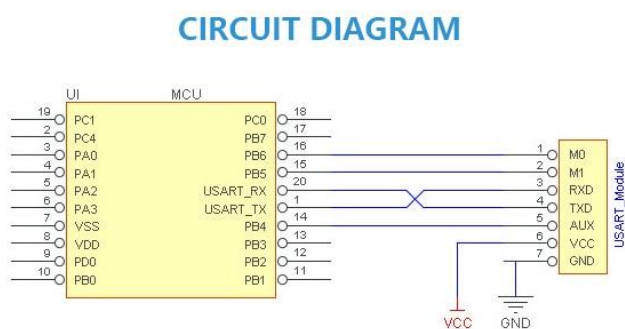 CIRCUIT DIAGRAM
UI MCU
19 PC1 PC0 18
2 PC4 PB7 17
3 PA0 PB6 16
4 PA1 PB5 15
5 PA2 USART_RX 20
6 PA3 USART_TX 1
7 VSS PB4 14
8 VDD PB3 13
9 PD0 PB2 12
10 PB0 PB1 11
1 M0
2 M1
3 RXD
4 TXD
5 AUX
6 VCC
7 GND
USART_Module
VCC
GND